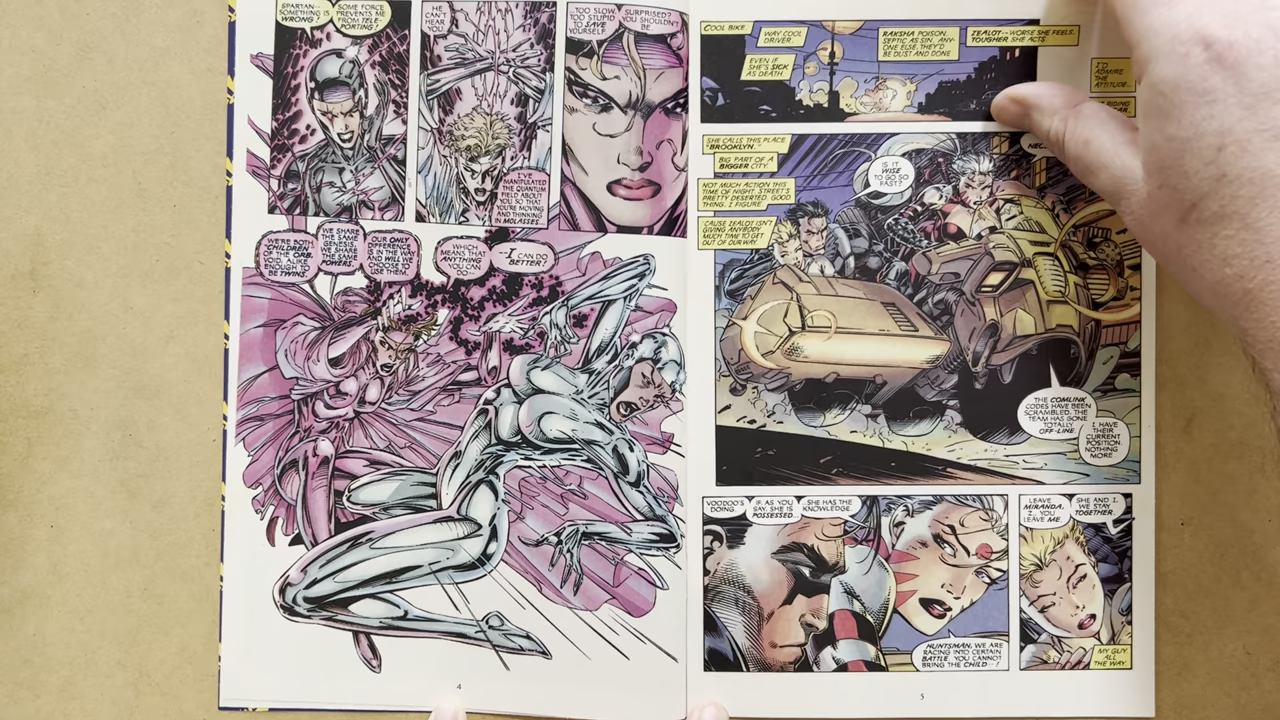 SPARTAN--
SOMETHING IS
WRONG!
SOME FORCE
PREVENTS ME
FROM TELE-
PORTING!
HE
CAN'T
HEAR
YOU.
I'VE
MANIPULATED
THE QUANTUM
FIELD ABOUT
YOU SO THAT
YOU'RE MOVING
AND THINKING
IN MOLASSES...
...TOO SLOW,
TOO STUPID
TO SAVE
YOURSELF.
SURPRISED?
YOU SHOULDN'T
BE.
WE'RE BOTH
"CHILDREN"
OF THE ORB,
VOID, ALIKE
ENOUGH TO
BE TWINS.
WE SHARE
THE SAME
GENESIS,
WE SHARE
THE SAME
POWERS.
OUR ONLY
DIFFERENCE
IS IN THE WAY
AND WILL WE
CHOOSE TO
USE THEM.
WHICH
MEANS THAT
ANYTHING
YOU CAN
DO--
--I CAN DO
BETTER!
4
COOL BIKE.
WAY COOL
DRIVER.
EVEN IF
SHE'S SICK
AS DEATH.
RAKSHA POISON.
SEPTIC AS SIN. ANY-
ONE ELSE, THEY'D
BE DUST AND DONE
ZEALOT--WORSE SHE FEELS,
TOUGHER SHE ACTS.
I'D
ADMIRE
THE
ATTITUDE...
RIDING
SHE CALLS THIS PLACE
"BROOKLYN."
BIG PART OF A
BIGGER CITY.
NOT MUCH ACTION THIS
TIME OF NIGHT. STREET'S
PRETTY DESERTED. GOOD
THING, I FIGURE.
'CAUSE ZEALOT ISN'T
GIVING ANYBODY
MUCH TIME TO GET
OUT OF OUR WAY.
IS IT
WISE
TO GO SO
FAST?
THE COMLINK
CODES HAVE BEEN
SCRAMBLED. THE
TEAM HAS GONE
TOTALLY
OFF-LINE.
I HAVE
THEIR
CURRENT
POSITION,
NOTHING
MORE
VOODOO'S
DOING
IF, AS YOU
SAY, SHE IS
POSSESSED...
...SHE HAS THE
KNOWLEDGE.
HUNTSMAN, WE ARE
RACING INTO CERTAIN
BATTLE. YOU CANNOT
BRING THE CHILD--!
LEAVE
MIRANDA,
Z, YOU
LEAVE ME.
SHE AND I,
WE STAY
TOGETHER.
MY GUY.
ALL
THE WAY.
5